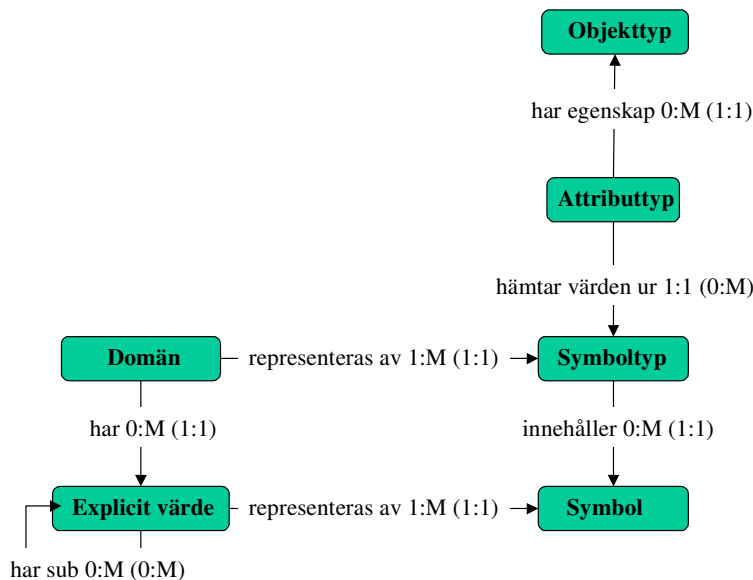 Objekttyp
har egenskap 0:M (1:1)
Attributtyp
hämtar värden ur 1:1 (0:M)
Domän
representeras av 1:M (1:1)
Symboltyp
har 0:M (1:1)
innehåller 0:M (1:1)
Explicit värde
representeras av 1:M (1:1)
Symbol
har sub 0:M (0:M)